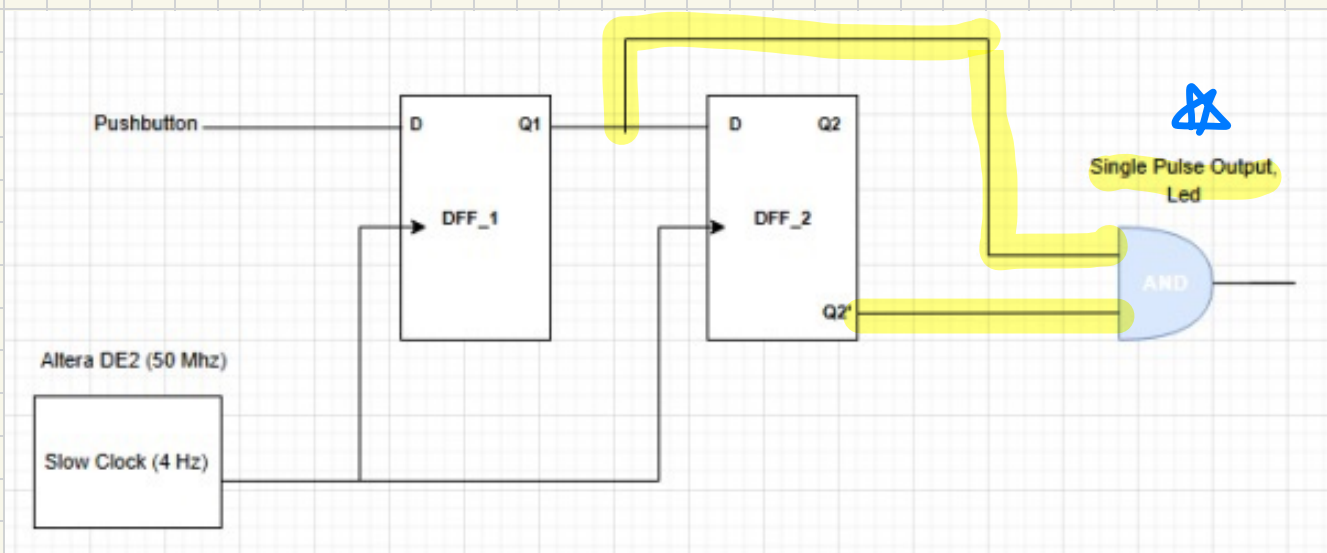 Pushbutton
D
Q1
DFF_1
D
Q2
DFF_2
Q2'
Single Pulse Output,
Led
AND
Altera DE2 (50 Mhz)
Slow Clock (4 Hz)